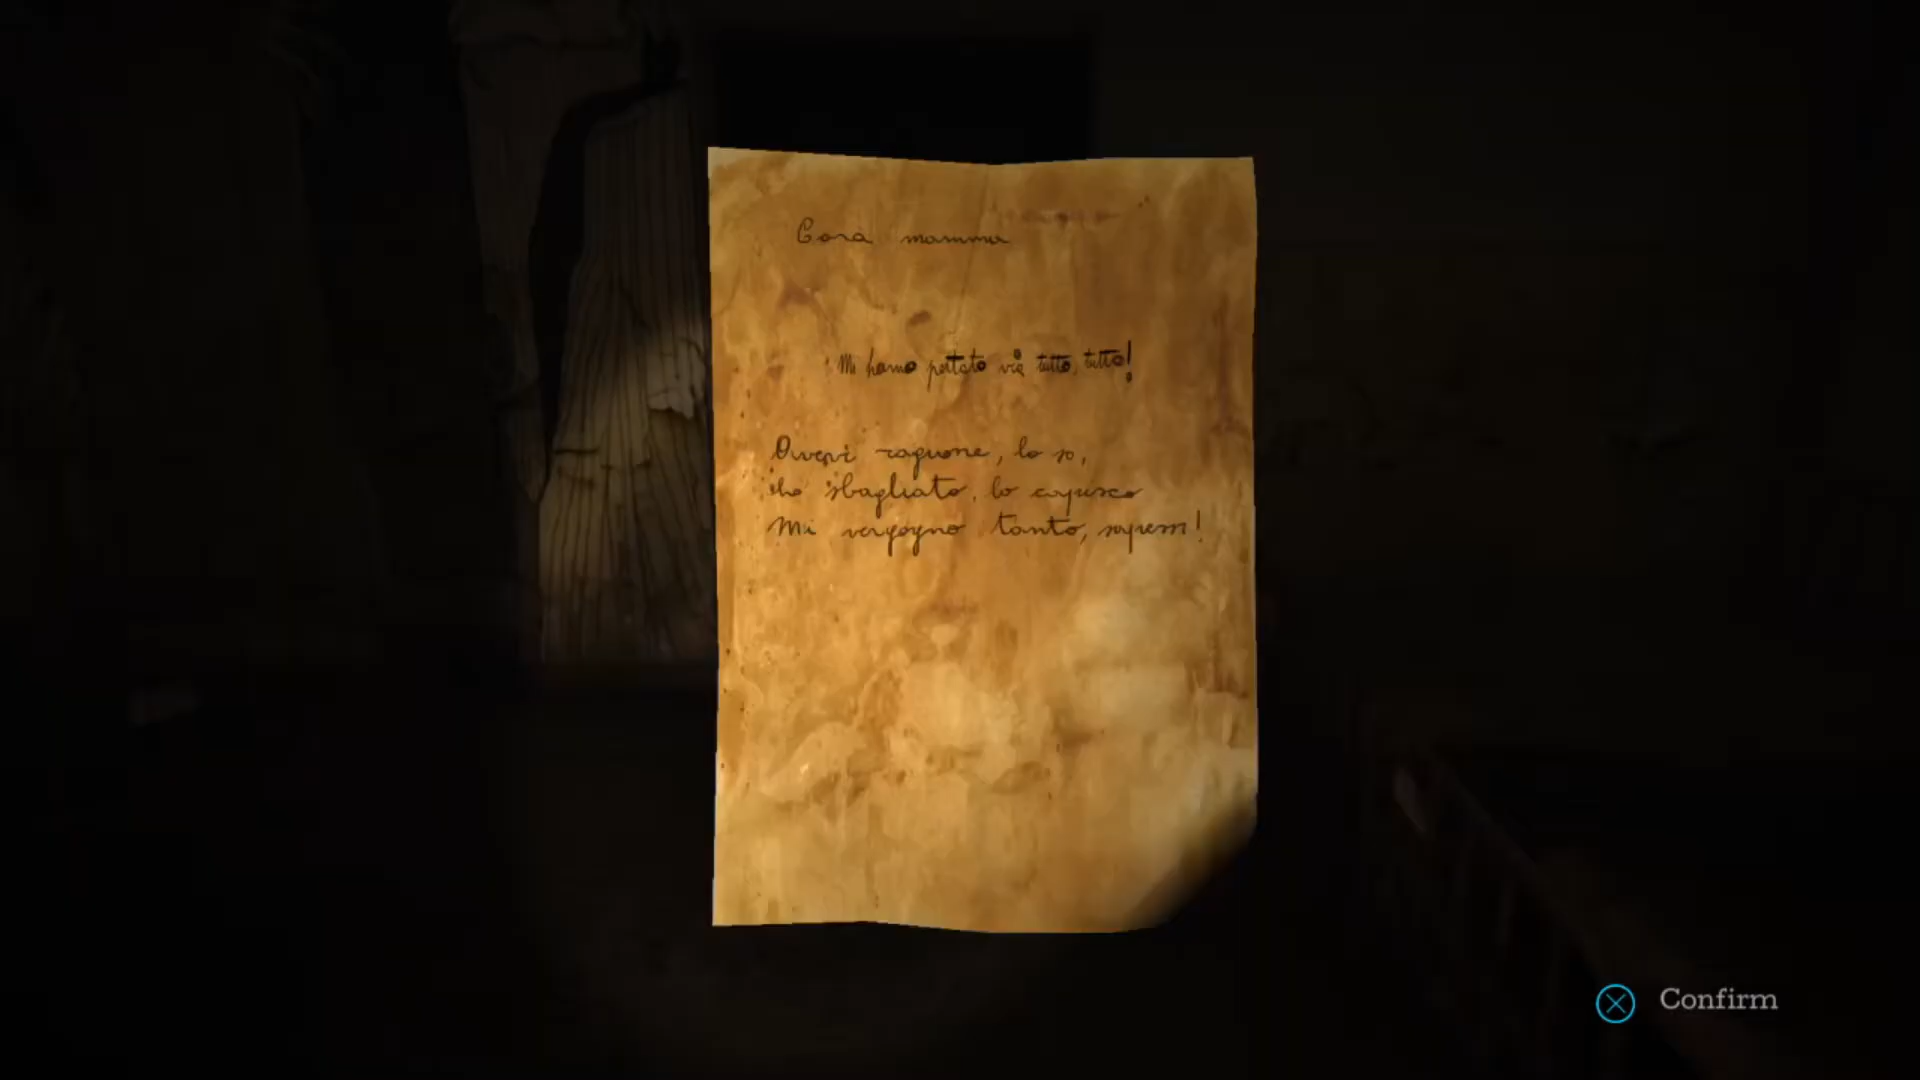 Cara mamma
Mi hanno portato via tutto, tutto!
Avevi ragione, lo so,
ho sbagliato, lo capisco
Mi vergogno tanto, sapessi!
Confirm